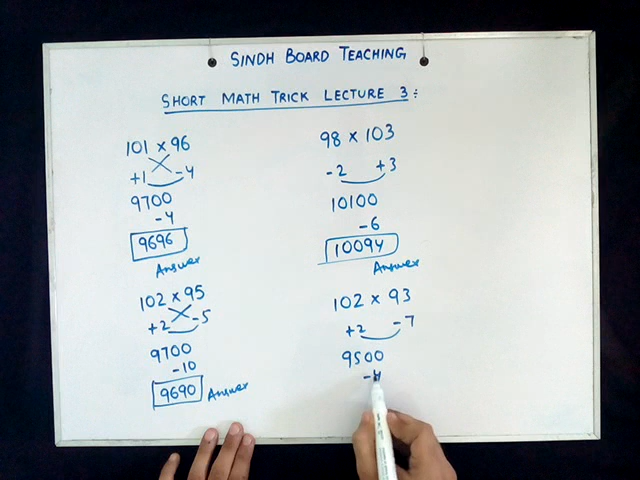 SINDH BOARD TEACHING
SHORT MATH TRICK LECTURE 3:
101 x 96
+1 -4
9700
-4
9696
Answer
98 x 103
-2 +3
10100
-6
10094
Answer
102 x 95
+2 -5
9700
-10
9690 Answer
102 x 93
+2 -7
9500